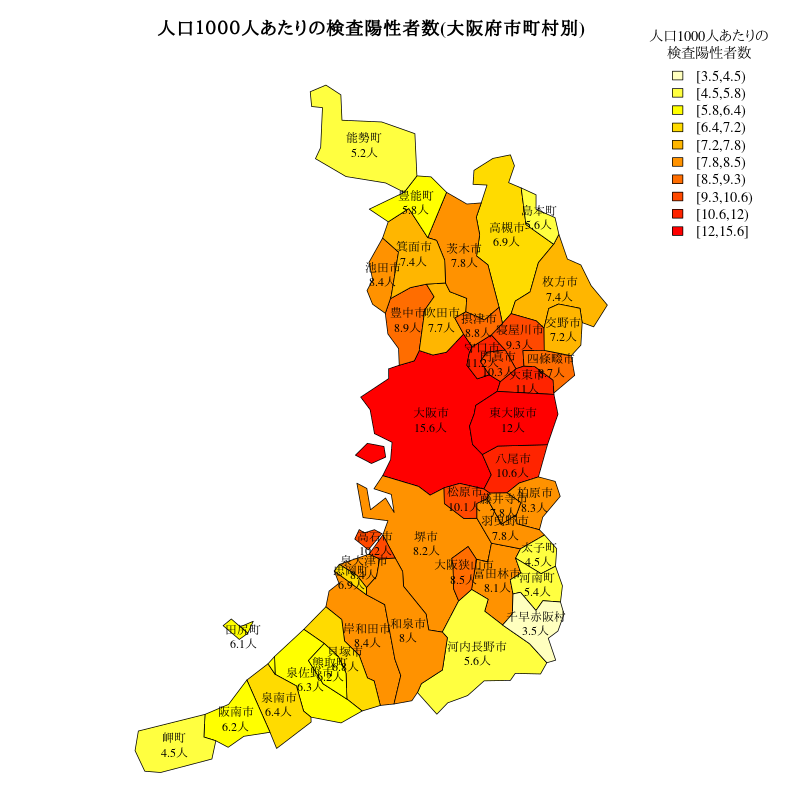 人口1000人あたりの検査陽性者数(大阪府市町村別)
人口1000人あたりの
検査陽性者数
[3.5,4.5)
[4.5,5.8)
[5.8,6.4)
[6.4,7.2)
[7.2,7.8)
[7.8,8.5)
[8.5,9.3)
[9.3,10.6)
[10.6,12)
[12,15.6]
能勢町
5.2人
豊能町
5.8人
島本町
5.6人
高槻市
6.9人
茨木市
7.8人
箕面市
7.4人
池田市
8.4人
枚方市
7.4人
豊中市
8.9人
吹田市
7.7人
摂津市
8.8人
交野市
7.2人
寝屋川市
9.3人
守口市
11.2人
門真市
10.3人
四條畷市
8.7人
大東市
11人
大阪市
15.6人
東大阪市
12人
八尾市
10.6人
松原市
10.1人
藤井寺市
7.8人
柏原市
8.3人
羽曳野市
7.8人
高石市
10.2人
堺市
8.2人
太子町
4.5人
泉大津市
8.4人
忠岡町
6.9人
大阪狭山市
8.5人
富田林市
8.1人
河南町
5.4人
千早赤阪村
3.5人
田尻町
6.1人
岸和田市
8.4人
和泉市
8人
河内長野市
5.6人
貝塚市
6.8人
熊取町
6.2人
泉佐野市
6.3人
泉南市
6.4人
阪南市
6.2人
岬町
4.5人